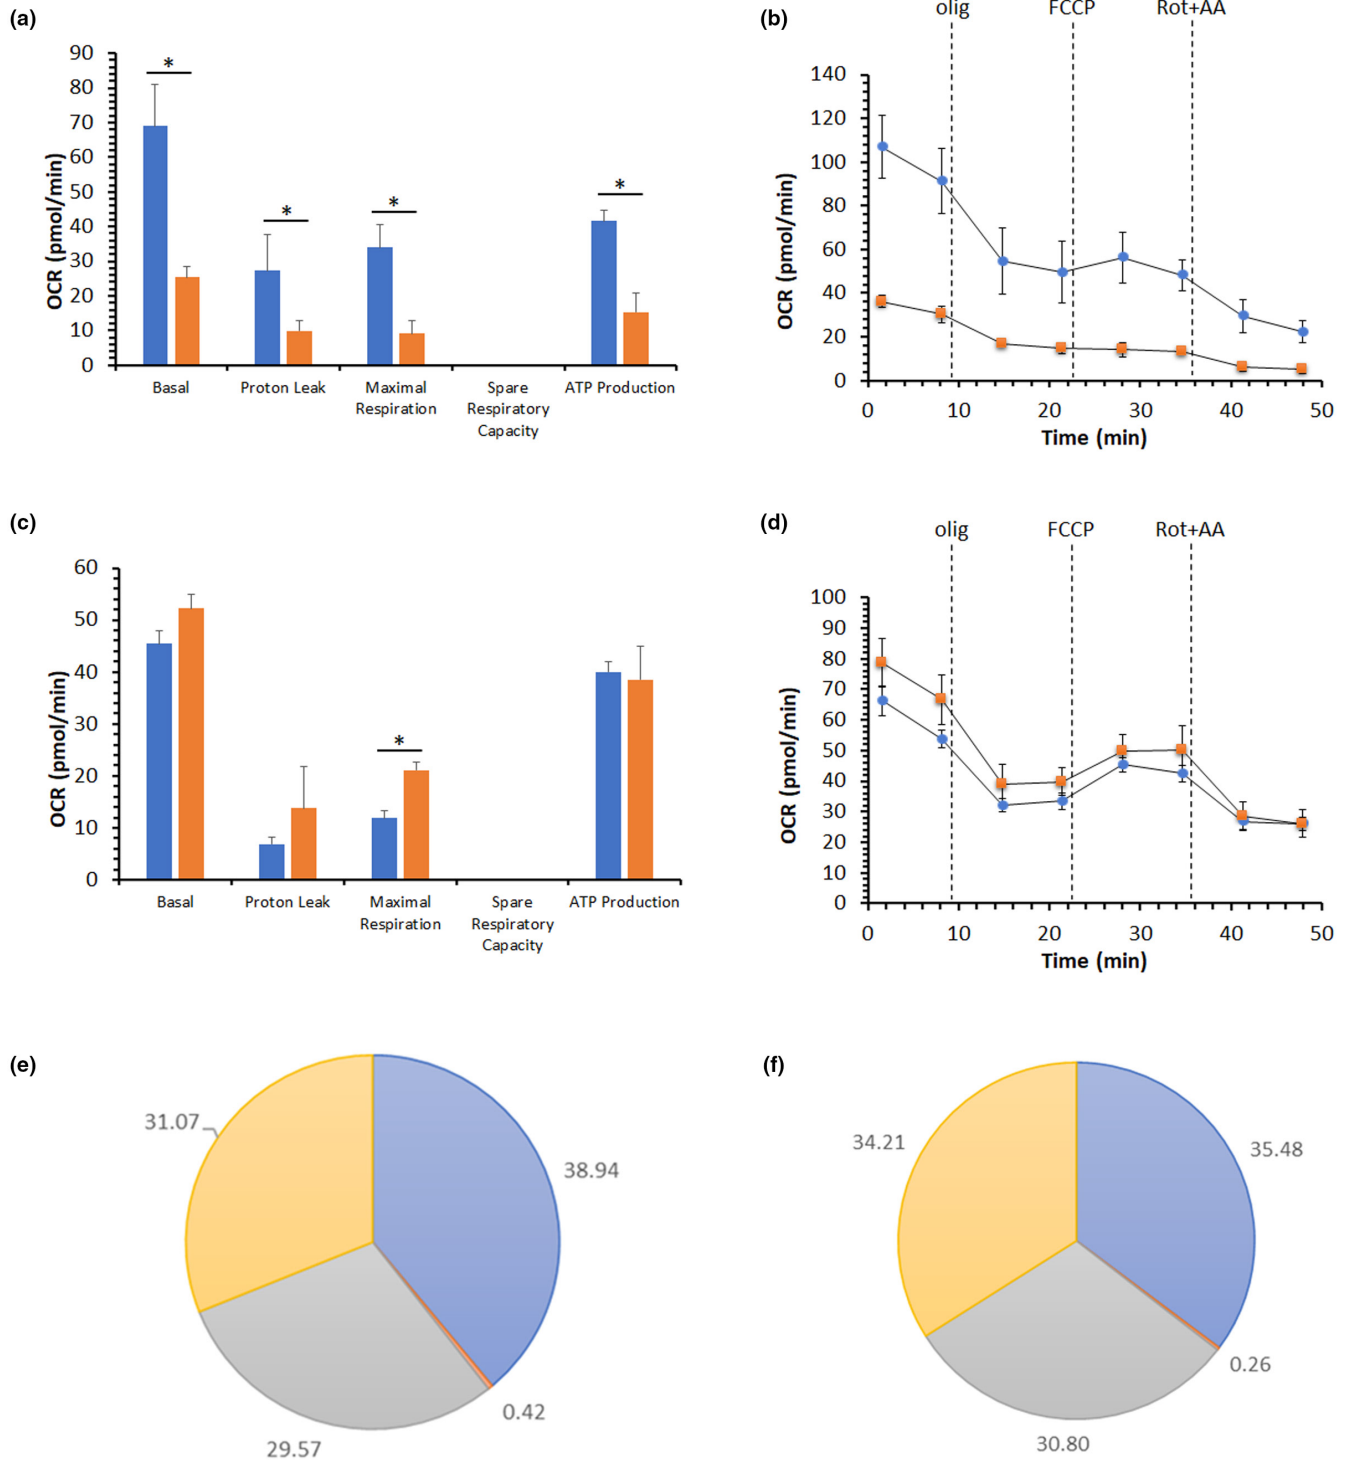 (a)
90
80
70
60
50
40
30
20
10
0
OCR (pmol/min)
*
*
*
*
Basal
Proton Leak
Maximal
Respiration
Spare
Respiratory
Capacity
ATP Production
(b)
olig
FCCP
Rot+AA
140
120
100
80
60
40
20
0
OCR (pmol/min)
0 10 20 30 40 50
Time (min)
(c)
60
50
40
30
20
10
0
OCR (pmol/min)
*
Basal
Proton Leak
Maximal
Respiration
Spare
Respiratory
Capacity
ATP Production
(d)
olig
FCCP
Rot+AA
100
90
80
70
60
50
40
30
20
10
0
OCR (pmol/min)
0 10 20 30 40 50
Time (min)
(e)
31.07
38.94
0.42
29.57
(f)
34.21
35.48
0.26
30.80